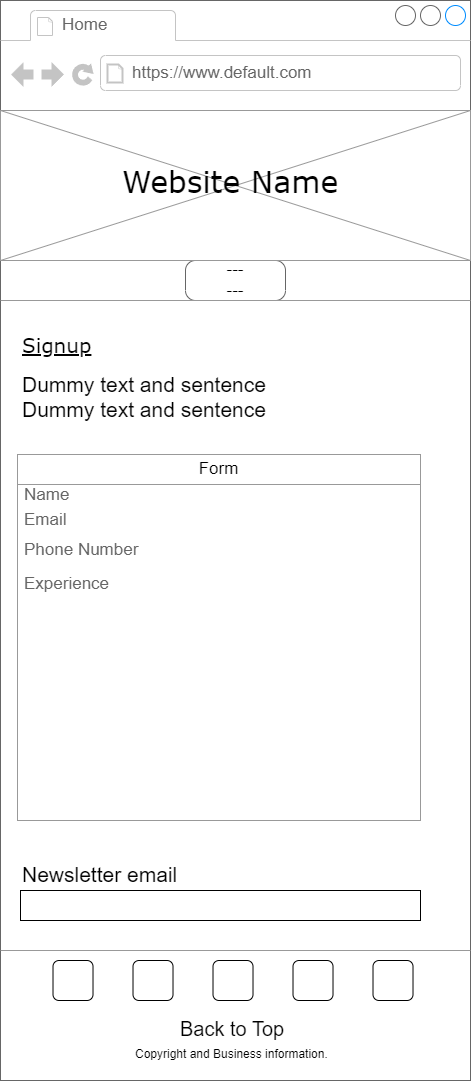 Home
https://www.default.com
Website Name
---
---
Signup
Dummy text and sentence
Dummy text and sentence
Form
Name
Email
Phone Number
Experience
Newsletter email
Back to Top
Copyright and Business information.